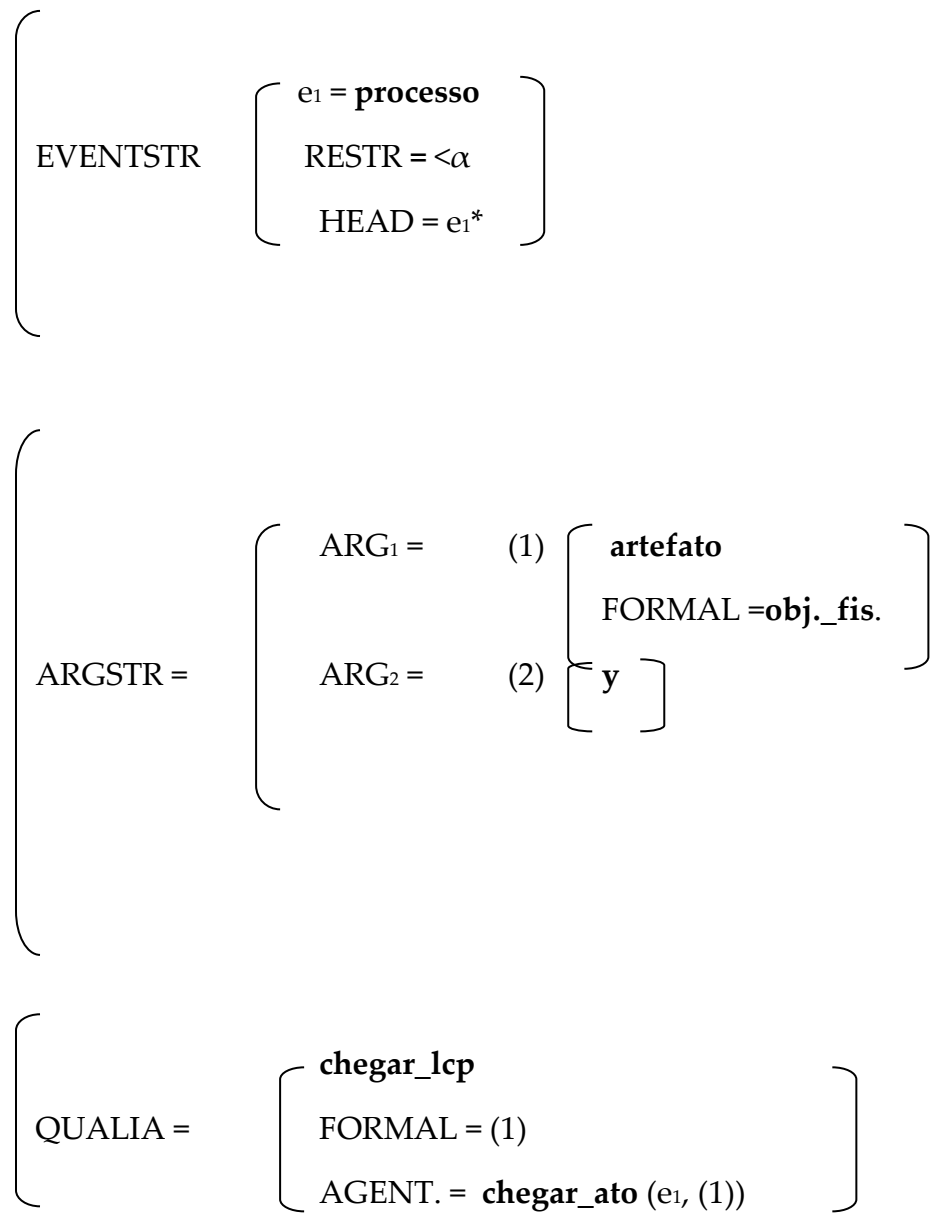 e₁ = processo
EVENTSTR RESTR = <α
HEAD = e₁*
ARG₁ = (1) artefato
FORMAL =obj._fis.
ARGSTR = ARG₂ = (2) y
chegar_lcp
QUALIA = FORMAL = (1)
AGENT. = chegar_ato (e₁, (1))